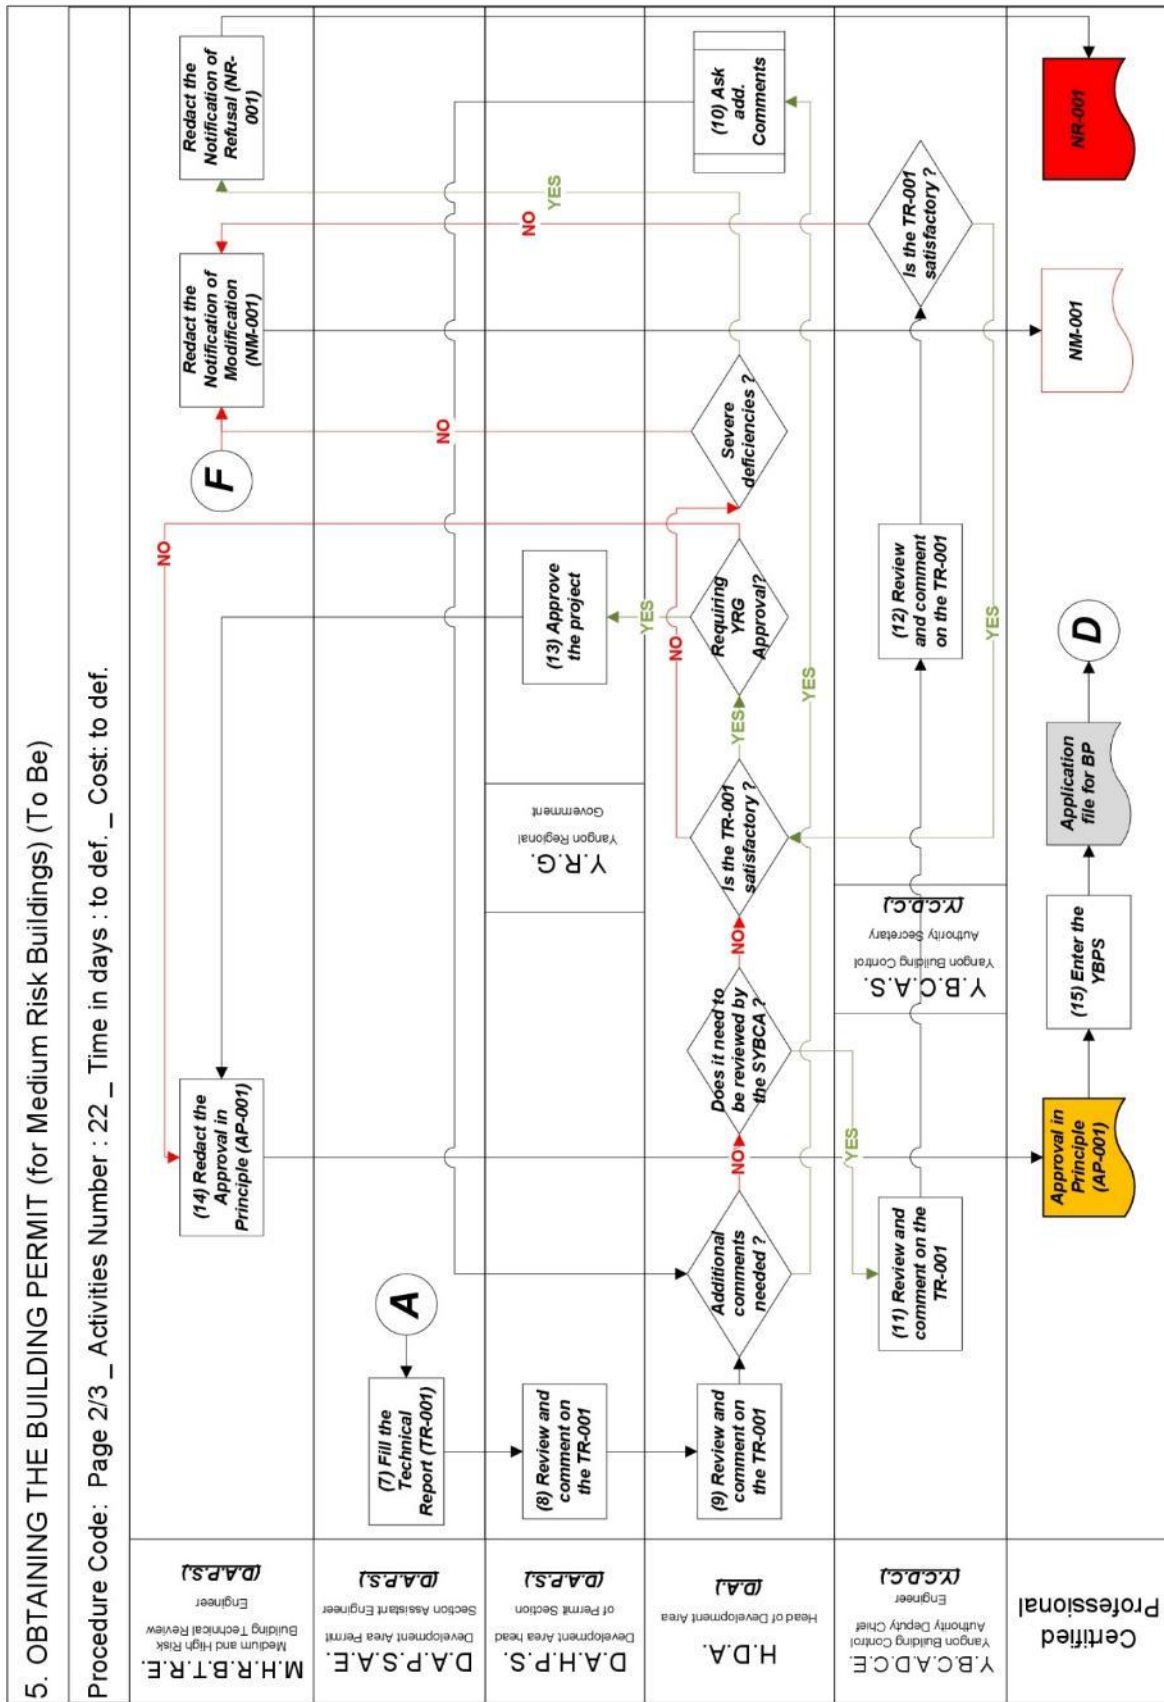 5. OBTAINING THE BUILDING PERMIT (for Medium Risk Buildings) (To Be)
Procedure Code: Page 2/3 _ Activities Number : 22 _ Time in days : to def. _ Cost: to def.
M.H.R.B.T.R.E.
Medium and High Risk
Building Technical Review
Engineer
(D.A.P.S.)
(14) Redact the
Approval in
Principle (AP-001)
NO
F
Redact the
Notification of
Modification
(NM-001)
Redact the
Notification of
Refusal (NR-
001)
D.A.P.S.A.E.
Development Area Permit
Section Assistant Engineer
(D.A.P.S.)
(7) Fill the
Technical
Report (TR-001)
A
NO
D.A.H.P.S.
Development Area head
of Permit Section
(D.A.P.S.)
(8) Review and
comment on
the TR-001
Y.R.G.
Yangon Regional
Government
(13) Approve
the project
YES
NO
YES
H.D.A.
Head of Development Area
(D.A.)
(9) Review and
comment on
the TR-001
Additional
comments
needed ?
NO
Does it need to
be reviewed by
the SYBCA ?
NO
Is the TR-001
satisfactory ?
YES
NO
Requiring
YRG
Approval?
Severe
deficiencies ?
(10) Ask
add.
Comments
YES
Y.B.C.A.D.C.E.
Yangon Building Control
Authority Deputy Chief
Engineer
(Y.C.D.C.)
YES
(11) Review and
comment on the
TR-001
Y.B.C.A.S.
Yangon Building Control
Authority Secretary
(Y.C.D.C.)
(12) Review
and comment
on the TR-001
Is the TR-001
satisfactory ?
YES
Certified
Professional
Approval in
Principle
(AP-001)
(15) Enter the
YBPS
Application
file for BP
D
NM-001
NR-001